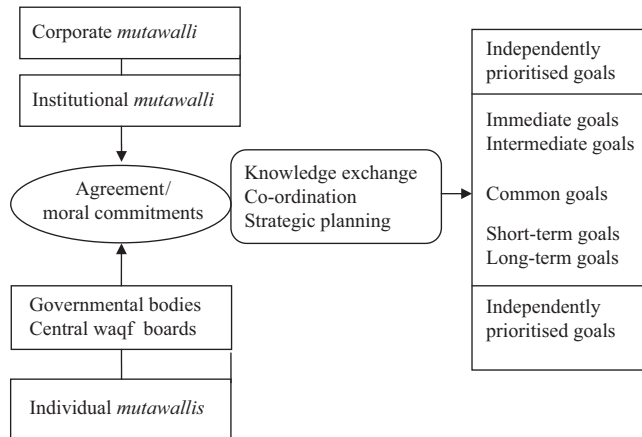 Corporate mutawalli
Institutional mutawalli
Agreement/
moral commitments
Governmental bodies
Central waqf boards
Individual mutawallis
Knowledge exchange
Co-ordination
Strategic planning
Independently
prioritised goals
Immediate goals
Intermediate goals
Common goals
Short-term goals
Long-term goals
Independently
prioritised goals